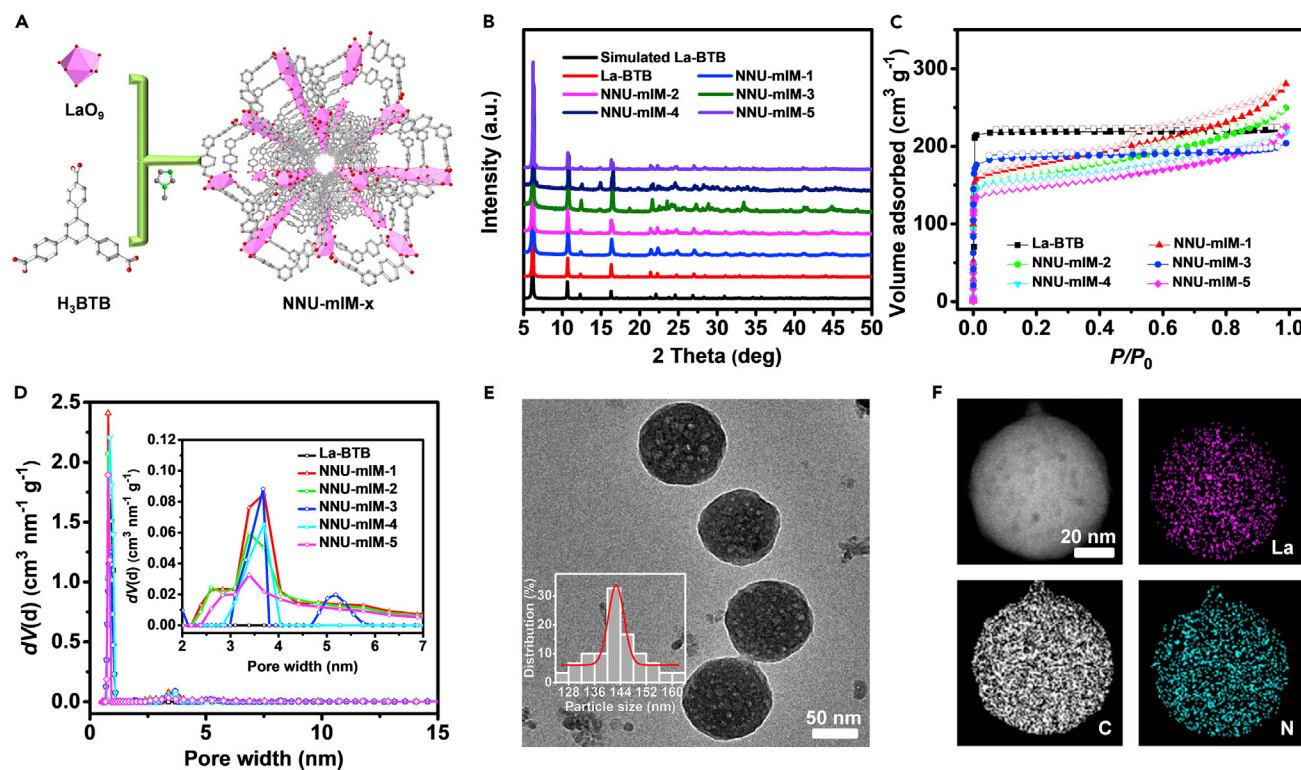 A
LaO₉
H₃BTB
NNU-mIM-x
B
Intensity (a.u.)
Simulated La-BTB
La-BTB
NNU-mIM-1
NNU-mIM-2
NNU-mIM-3
NNU-mIM-4
NNU-mIM-5
5 10 15 20 25 30 35 40 45 50
2 Theta (deg)
C
Volume adsorbed (cm³ g⁻¹)
300
200
100
0
La-BTB
NNU-mIM-1
NNU-mIM-2
NNU-mIM-3
NNU-mIM-4
NNU-mIM-5
0.0 0.2 0.4 0.6 0.8 1.0
P/P₀
D
dV(d) (cm³ nm⁻¹ g⁻¹)
2.5
2.0
1.5
1.0
0.5
0.0
0 5 10 15
Pore width (nm)
dV(d) (cm³ nm⁻¹ g⁻¹)
0.12
0.10
0.08
0.06
0.04
0.02
0.00
La-BTB
NNU-mIM-1
NNU-mIM-2
NNU-mIM-3
NNU-mIM-4
NNU-mIM-5
2 3 4 5 6 7
Pore width (nm)
E
Distribution (%)
30
20
10
0
128 136 144 152 160
Particle size (nm)
50 nm
F
20 nm
La
C
N